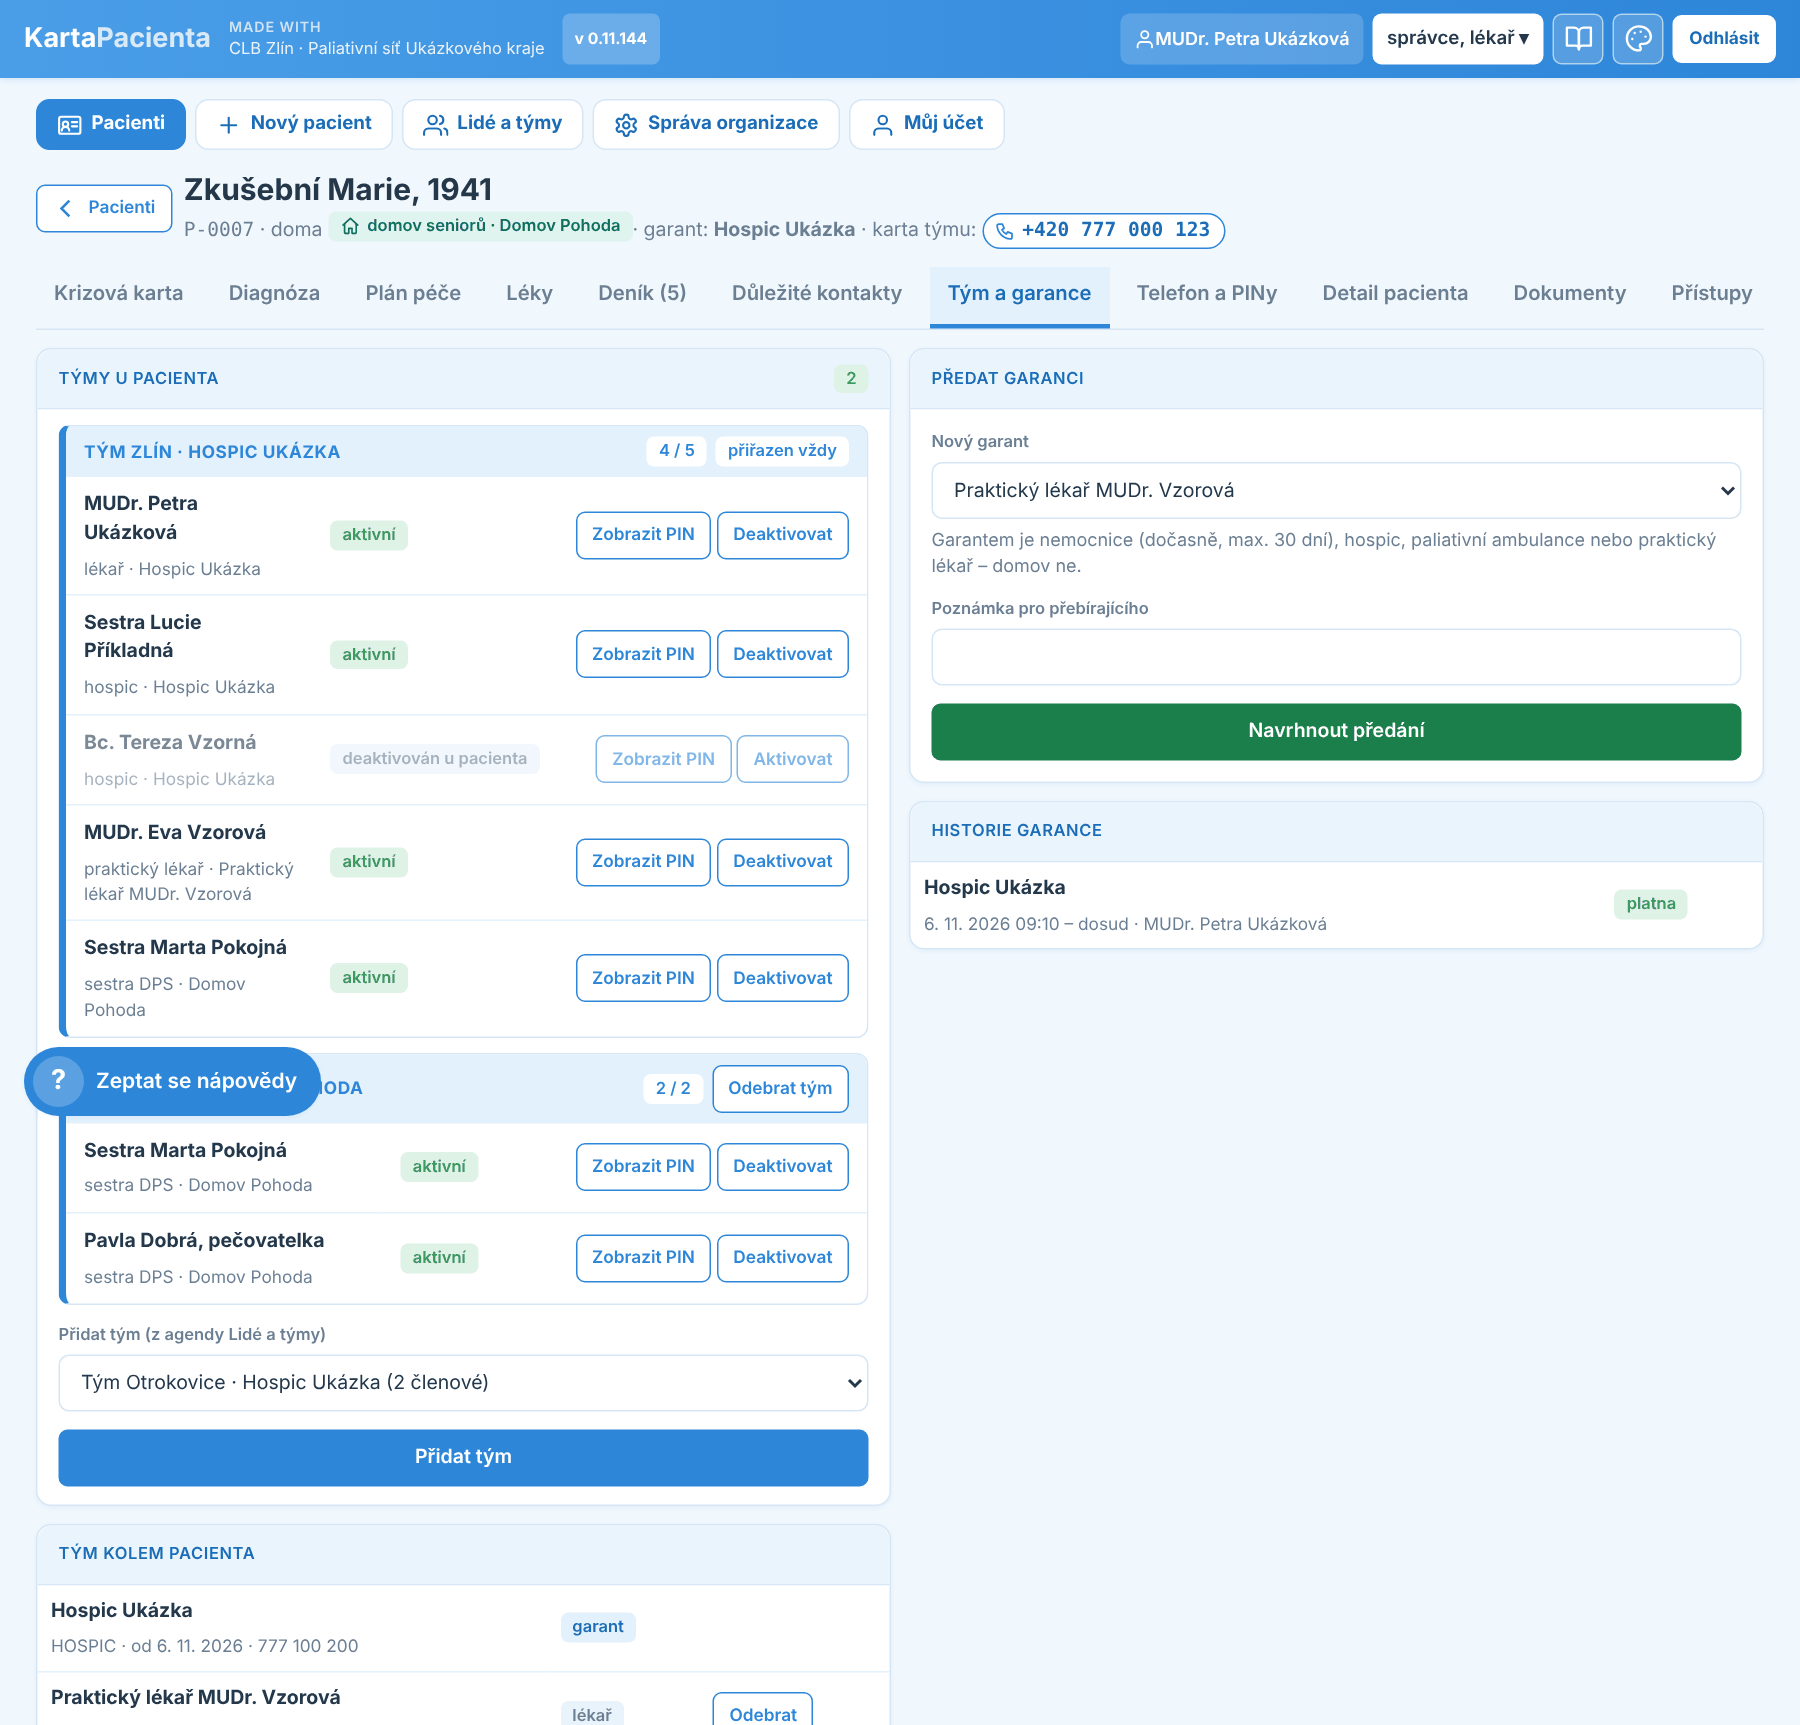 KartaPacienta
MADE WITH
CLB Zlín · Paliativní síť Ukázkového kraje
v 0.11.144
MUDr. Petra Ukázková
správce, lékař ▾
Odhlásit
Pacienti
Nový pacient
Lidé a týmy
Správa organizace
Můj účet
Pacienti
Zkušební Marie, 1941
P-0007 · doma domov seniorů · Domov Pohoda · garant: Hospic Ukázka · karta týmu: +420 777 000 123
Krizová karta
Diagnóza
Plán péče
Léky
Deník (5)
Důležité kontakty
Tým a garance
Telefon a PINy
Detail pacienta
Dokumenty
Přístupy
TÝMY U PACIENTA
2
TÝM ZLÍN · HOSPIC UKÁZKA
4 / 5
přiřazen vždy
MUDr. Petra
Ukázková
lékař · Hospic Ukázka
aktivní
Zobrazit PIN
Deaktivovat
Sestra Lucie
Příkladná
hospic · Hospic Ukázka
aktivní
Zobrazit PIN
Deaktivovat
Bc. Tereza Vzorná
hospic · Hospic Ukázka
deaktivován u pacienta
Zobrazit PIN
Aktivovat
MUDr. Eva Vzorová
praktický lékař · Praktický
lékař MUDr. Vzorová
aktivní
Zobrazit PIN
Deaktivovat
Sestra Marta Pokojná
sestra DPS · Domov
Pohoda
aktivní
Zobrazit PIN
Deaktivovat
? Zeptat se nápovědy
ODA
2 / 2
Odebrat tým
Sestra Marta Pokojná
sestra DPS · Domov Pohoda
aktivní
Zobrazit PIN
Deaktivovat
Pavla Dobrá, pečovatelka
sestra DPS · Domov Pohoda
aktivní
Zobrazit PIN
Deaktivovat
Přidat tým (z agendy Lidé a týmy)
Tým Otrokovice · Hospic Ukázka (2 členové)
Přidat tým
TÝM KOLEM PACIENTA
Hospic Ukázka
HOSPIC · od 6. 11. 2026 · 777 100 200
garant
Praktický lékař MUDr. Vzorová
lékař
Odebrat
PŘEDAT GARANCI
Nový garant
Praktický lékař MUDr. Vzorová
Garantem je nemocnice (dočasně, max. 30 dní), hospic, paliativní ambulance nebo praktický
lékař – domov ne.
Poznámka pro přebírajícího
Navrhnout předání
HISTORIE GARANCE
Hospic Ukázka
6. 11. 2026 09:10 – dosud · MUDr. Petra Ukázková
platna